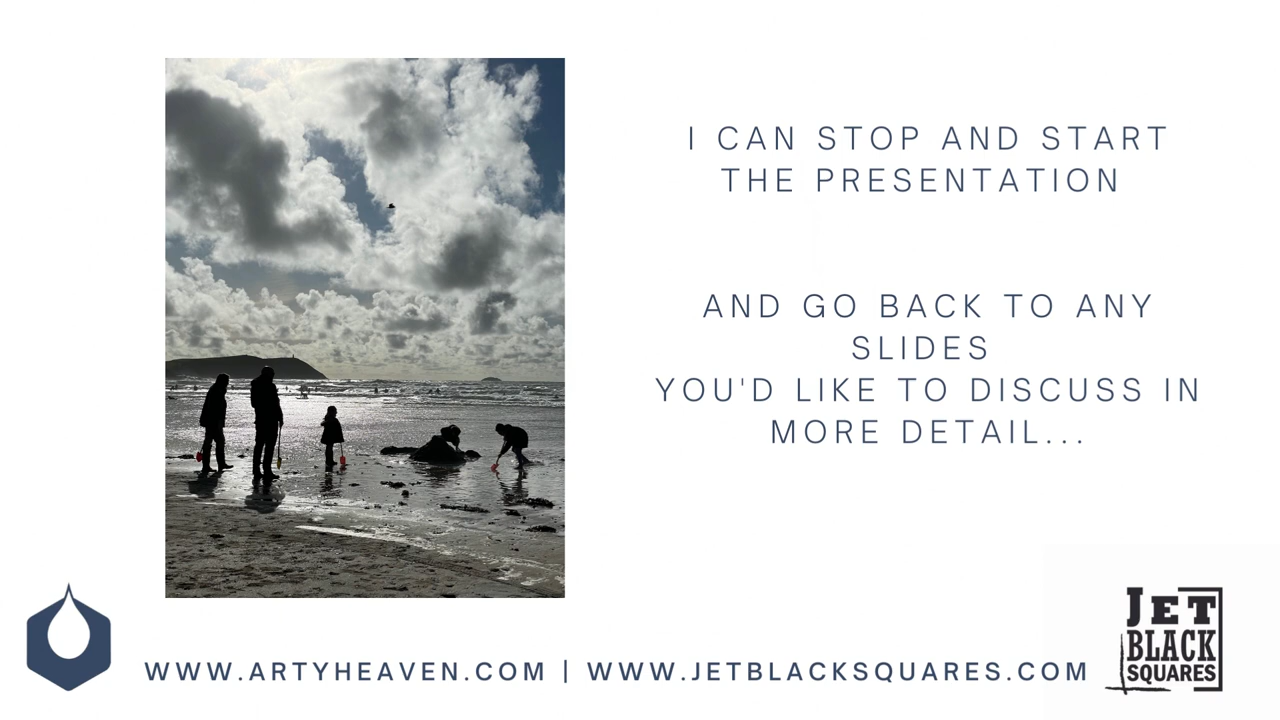 I CAN STOP AND START
THE PRESENTATION
AND GO BACK TO ANY
SLIDES
YOU'D LIKE TO DISCUSS IN
MORE DETAIL...
WWW.ARTYHEAVEN.COM | WWW.JETBLACKSQUARES.COM
JET
BLACK
SQUARES